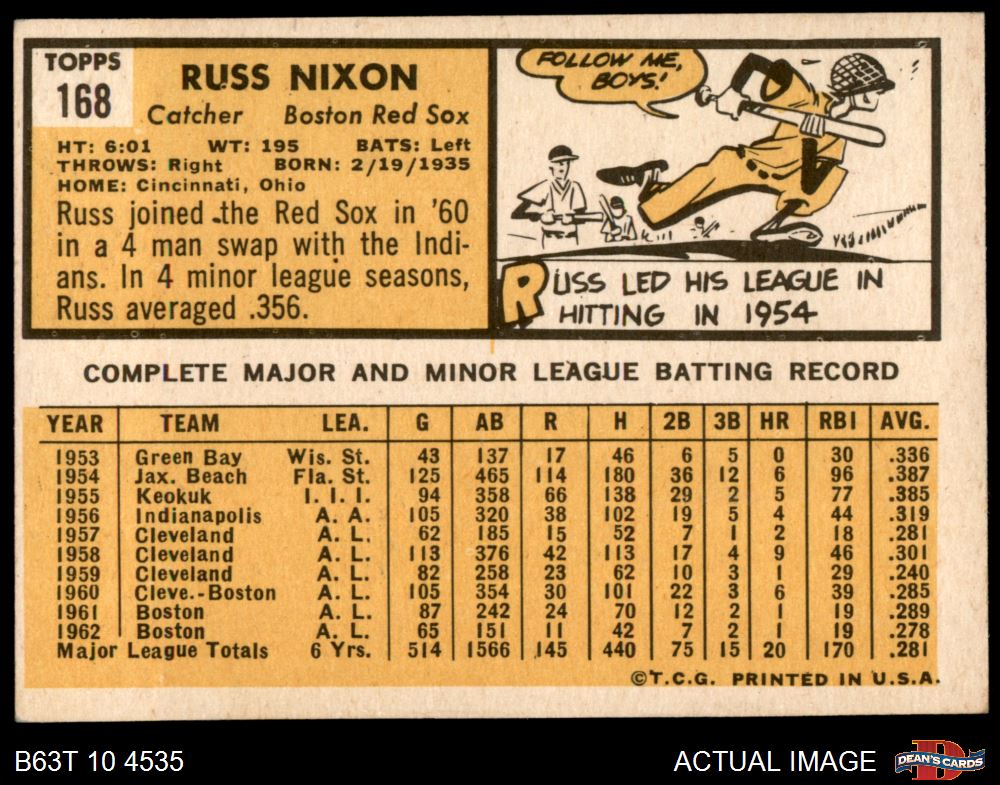 TOPPS
168
RUSS NIXON
Catcher Boston Red Sox
HT: 6:01 WT: 195 BATS: Left
THROWS: Right BORN: 2/19/1935
HOME: Cincinnati, Ohio
Russ joined the Red Sox in '60
in a 4 man swap with the Indi-
ans. In 4 minor league seasons,
Russ averaged .356.
FOLLOW ME,
BOYS!
RUSS LED HIS LEAGUE IN
HITTING IN 1954
COMPLETE MAJOR AND MINOR LEAGUE BATTING RECORD
YEAR TEAM LEA. G AB R H 2B 3B HR RBI AVG.
1953 Green Bay Wis. St. 43 137 17 46 6 5 0 30 .336
1954 Jax. Beach Fla. St. 125 465 114 180 36 12 6 96 .387
1955 Keokuk I. I. I. 94 358 66 138 29 2 5 77 .385
1956 Indianapolis A. A. 105 320 38 102 19 5 4 44 .319
1957 Cleveland A. L. 62 185 15 52 7 1 2 18 .281
1958 Cleveland A. L. 113 376 42 113 17 4 9 46 .301
1959 Cleveland A. L. 82 258 23 62 10 3 1 29 .240
1960 Cleve.-Boston A. L. 105 354 30 101 22 3 6 39 .285
1961 Boston A. L. 87 242 24 70 12 2 1 19 .289
1962 Boston A. L. 65 151 11 42 7 2 1 19 .278
Major League Totals 6 Yrs. 514 1566 145 440 75 15 20 170 .281
©T.C.G. PRINTED IN U.S.A.
B63T 10 4535 ACTUAL IMAGE DEAN'S CARDS